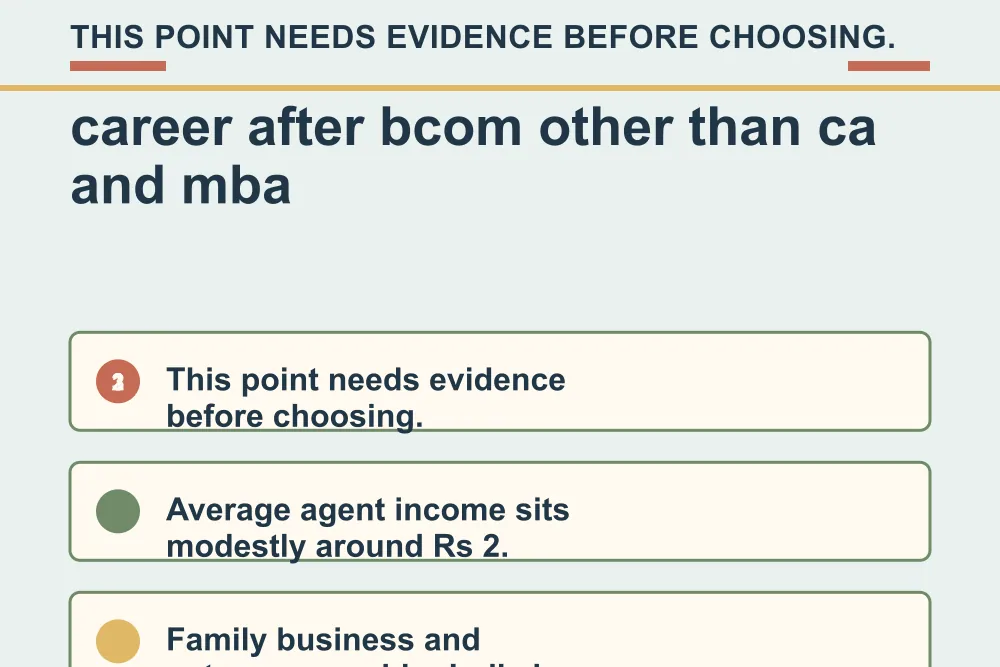 THIS POINT NEEDS EVIDENCE BEFORE CHOOSING.
career after bcom other than ca
and mba
This point needs evidence
before choosing.
Average agent income sits
modestly around Rs 2.
Family business and